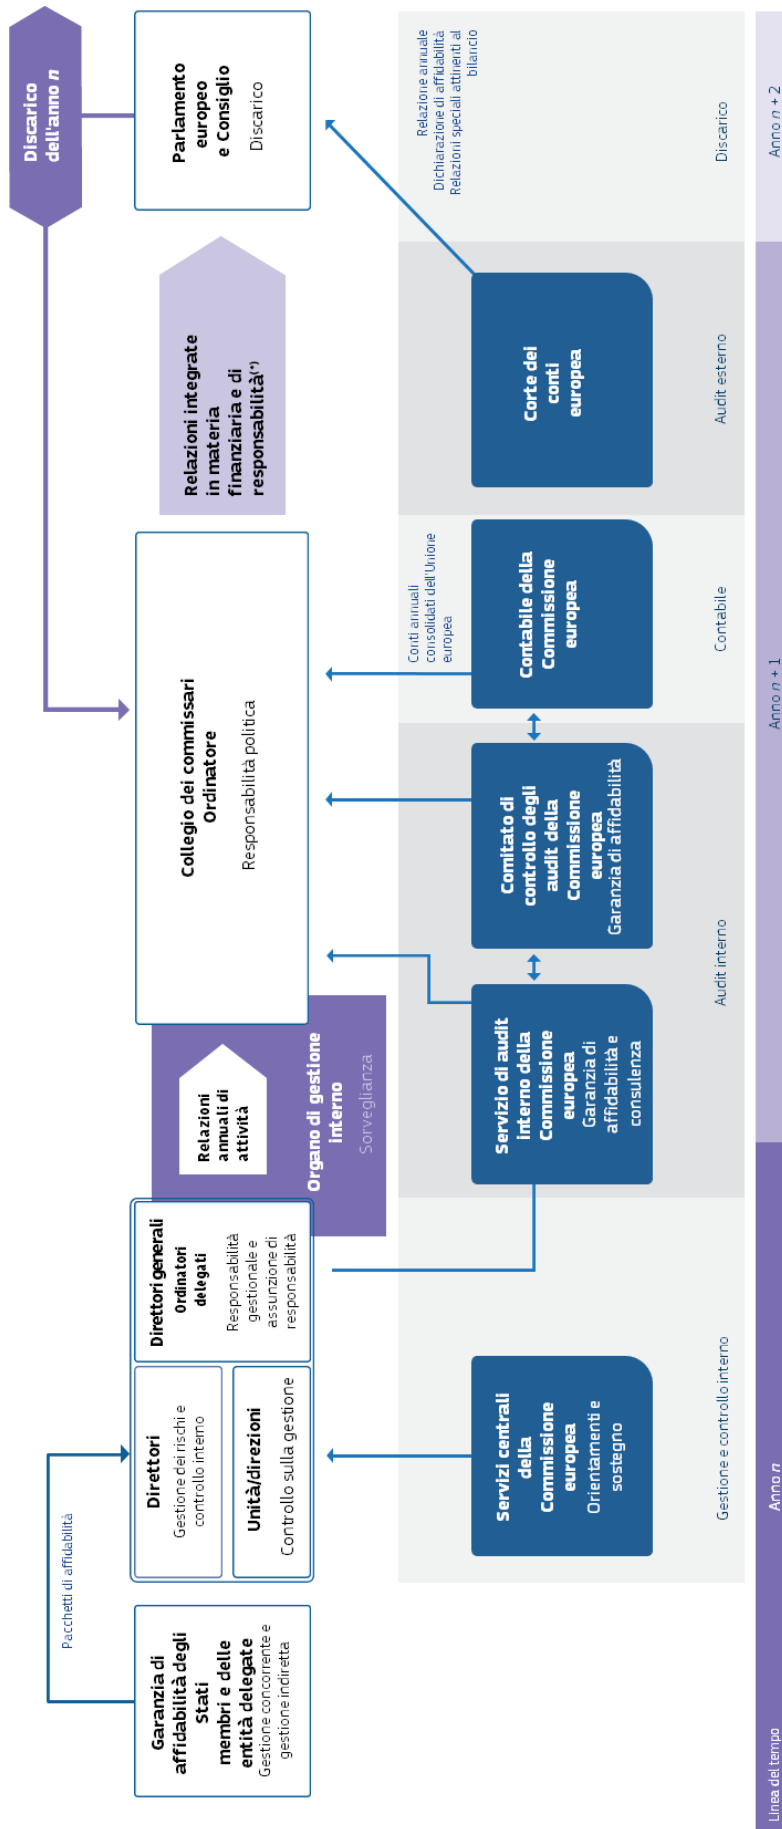 Discarico
dell'anno n
Pacchetti di affidabilità
Garanzia di
affidabilità degli
Stati
membri e delle
entità delegate
Gestione concorrente e
gestione indiretta
Direttori
Gestione dei rischi e
controllo interno
Unità/direzioni
Controllo sulla gestione
Direttori generali
Ordinatori
delegati
Responsabilità
gestionale e
assunzione di
responsabilità
Relazioni
annuali di
attività
Organo di gestione
interno
Sorveglianza
Collegio dei commissari
Ordinatore
Responsabilità politica
Relazioni integrate
in materia
finanziaria e di
responsabilità(*)
Parlamento
europeo
e Consiglio
Discarico
Conti annuali
consolidati dell'Unione
europea
Relazione annuale
Dichiarazione di affidabilità
Relazioni speciali attinenti al
bilancio
Servizi centrali
della
Commissione
europea
Orientamenti e
sostegno
Servizio di audit
interno della
Commissione
europea
Garanzia di
affidabilità e
consulenza
Comitato di
controllo degli
audit della
Commissione
europea
Garanzia di affidabilità
Contabile della
Commissione
europea
Corte dei
conti
europea
Gestione e controllo interno
Audit interno
Contabile
Audit esterno
Discarico
Linea del tempo
Anno n
Anno n + 1
Anno n + 2